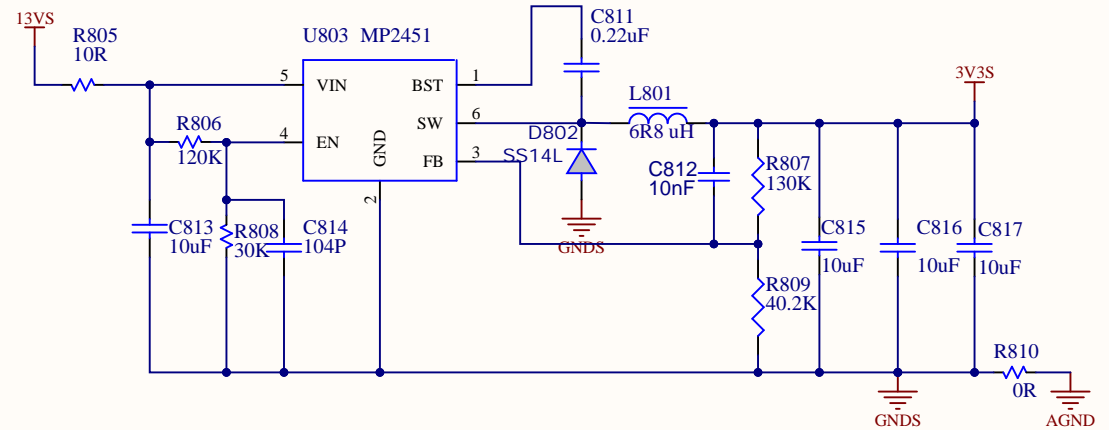 13VS
R805
10R
U803 MP2451
C811
0.22uF
5
VIN
BST
1
3V3S
L801
6R8 uH
R806
120K
4
EN
SW
6
D802
SS14L
GND
FB
3
2
C812
10nF
R807
130K
C813
10uF
R808
30K
C814
104P
GNDS
C815
10uF
C816
10uF
C817
10uF
R809
40.2K
R810
0R
GNDS
AGND